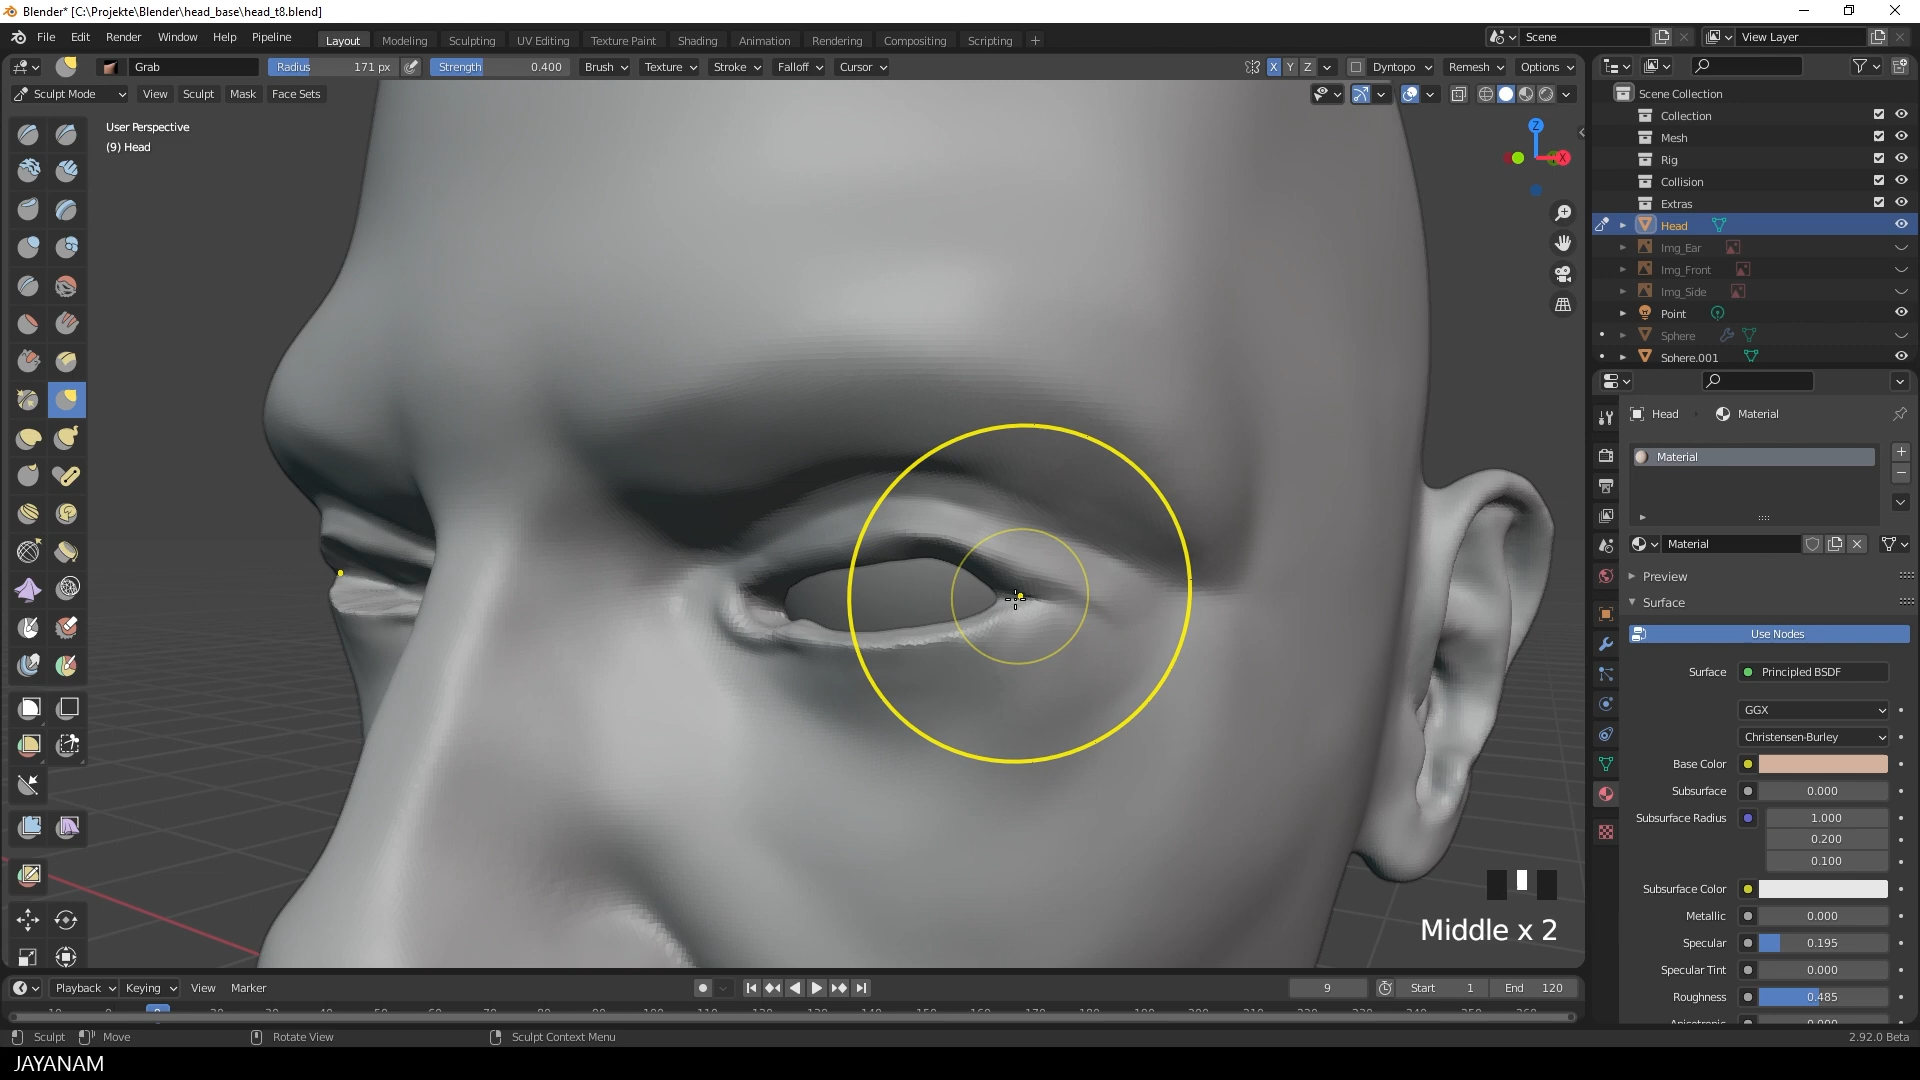 Blender* [C:\Projekte\Blender\head_base\head_t8.blend]
File Edit Render Window Help Pipeline
Layout Modeling Sculpting UV Editing Texture Paint Shading Animation Rendering Compositing Scripting +
Scene
View Layer
Grab
Radius 171 px
Strength 0.400
Brush Texture Stroke Falloff Cursor
X Y Z
Dyntopo Remesh Options
Sculpt Mode View Sculpt Mask Face Sets
User Perspective
(9) Head
Z
X
Middle x 2
Scene Collection
Collection
Mesh
Rig
Collision
Extras
Head
Img_Ear
Img_Front
Img_Side
Point
Sphere
Sphere.001
Head Material
Material
Material
Preview
Surface
Use Nodes
Surface Principled BSDF
GGX
Christensen-Burley
Base Color
Subsurface 0.000
Subsurface Radius 1.000
0.200
0.100
Subsurface Color
Metallic 0.000
Specular 0.195
Specular Tint 0.000
Roughness 0.485
Playback Keying View Marker
9
Start 1
End 120
Sculpt Move Rotate View Sculpt Context Menu
2.92.0 Beta
JAYANAM